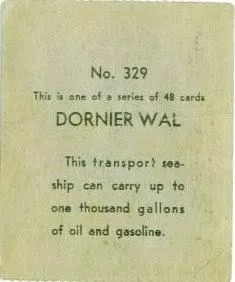 No. 329
This is one of a series of 48 cards
DORNIER WAL
This transport sea-
ship can carry up to
one thousand gallons
of oil and gasoline.